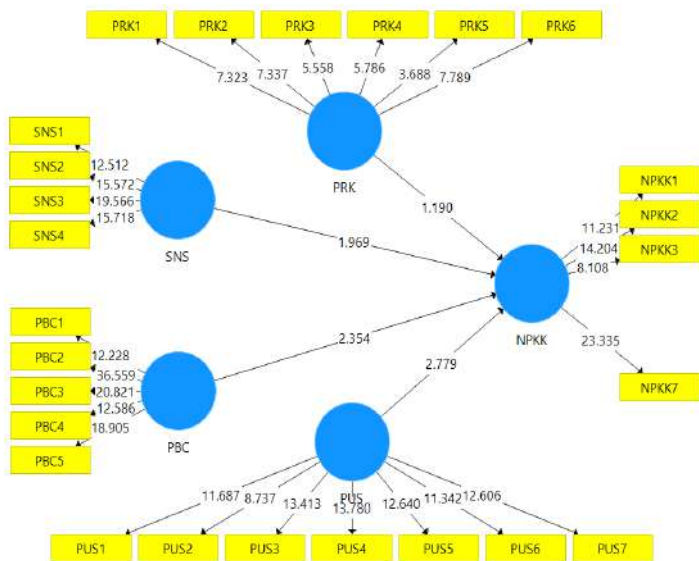 PRK1 PRK2 PRK3 PRK4 PRK5 PRK6
7.323 7.337 5.558 5.786 3.688 7.789
PRK
SNS1
SNS2
SNS3
SNS4
12.512
15.572
19.566
15.718
SNS
1.190
1.969
NPKK1
NPKK2
NPKK3
11.231
14.204
8.108
NPKK
23.335
NPKK7
PBC1
PBC2
PBC3
PBC4
PBC5
12.228
36.559
20.821
12.586
18.905
PBC
2.354
2.779
PUS
11.687 8.737 13.413 13.780 12.640 11.342 12.606
PUS1 PUS2 PUS3 PUS4 PUS5 PUS6 PUS7